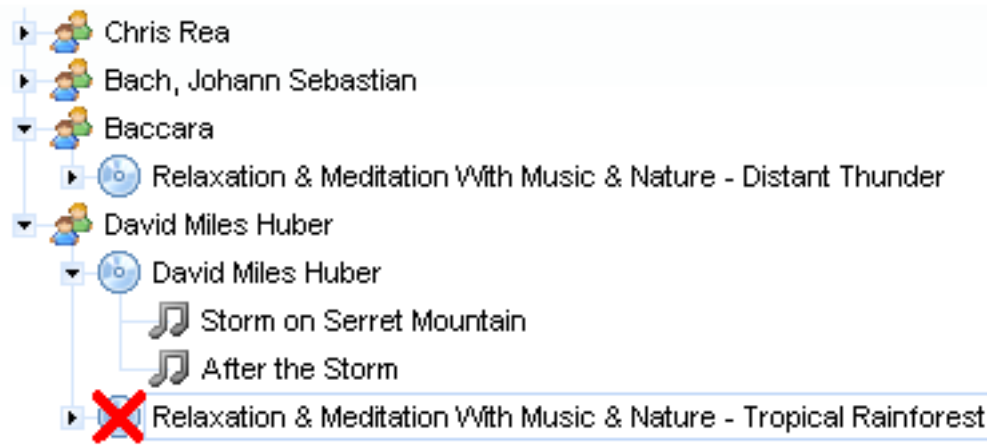 Chris Rea
Bach, Johann Sebastian
Baccara
Relaxation & Meditation With Music & Nature - Distant Thunder
David Miles Huber
David Miles Huber
Storm on Serret Mountain
After the Storm
Relaxation & Meditation With Music & Nature - Tropical Rainforest